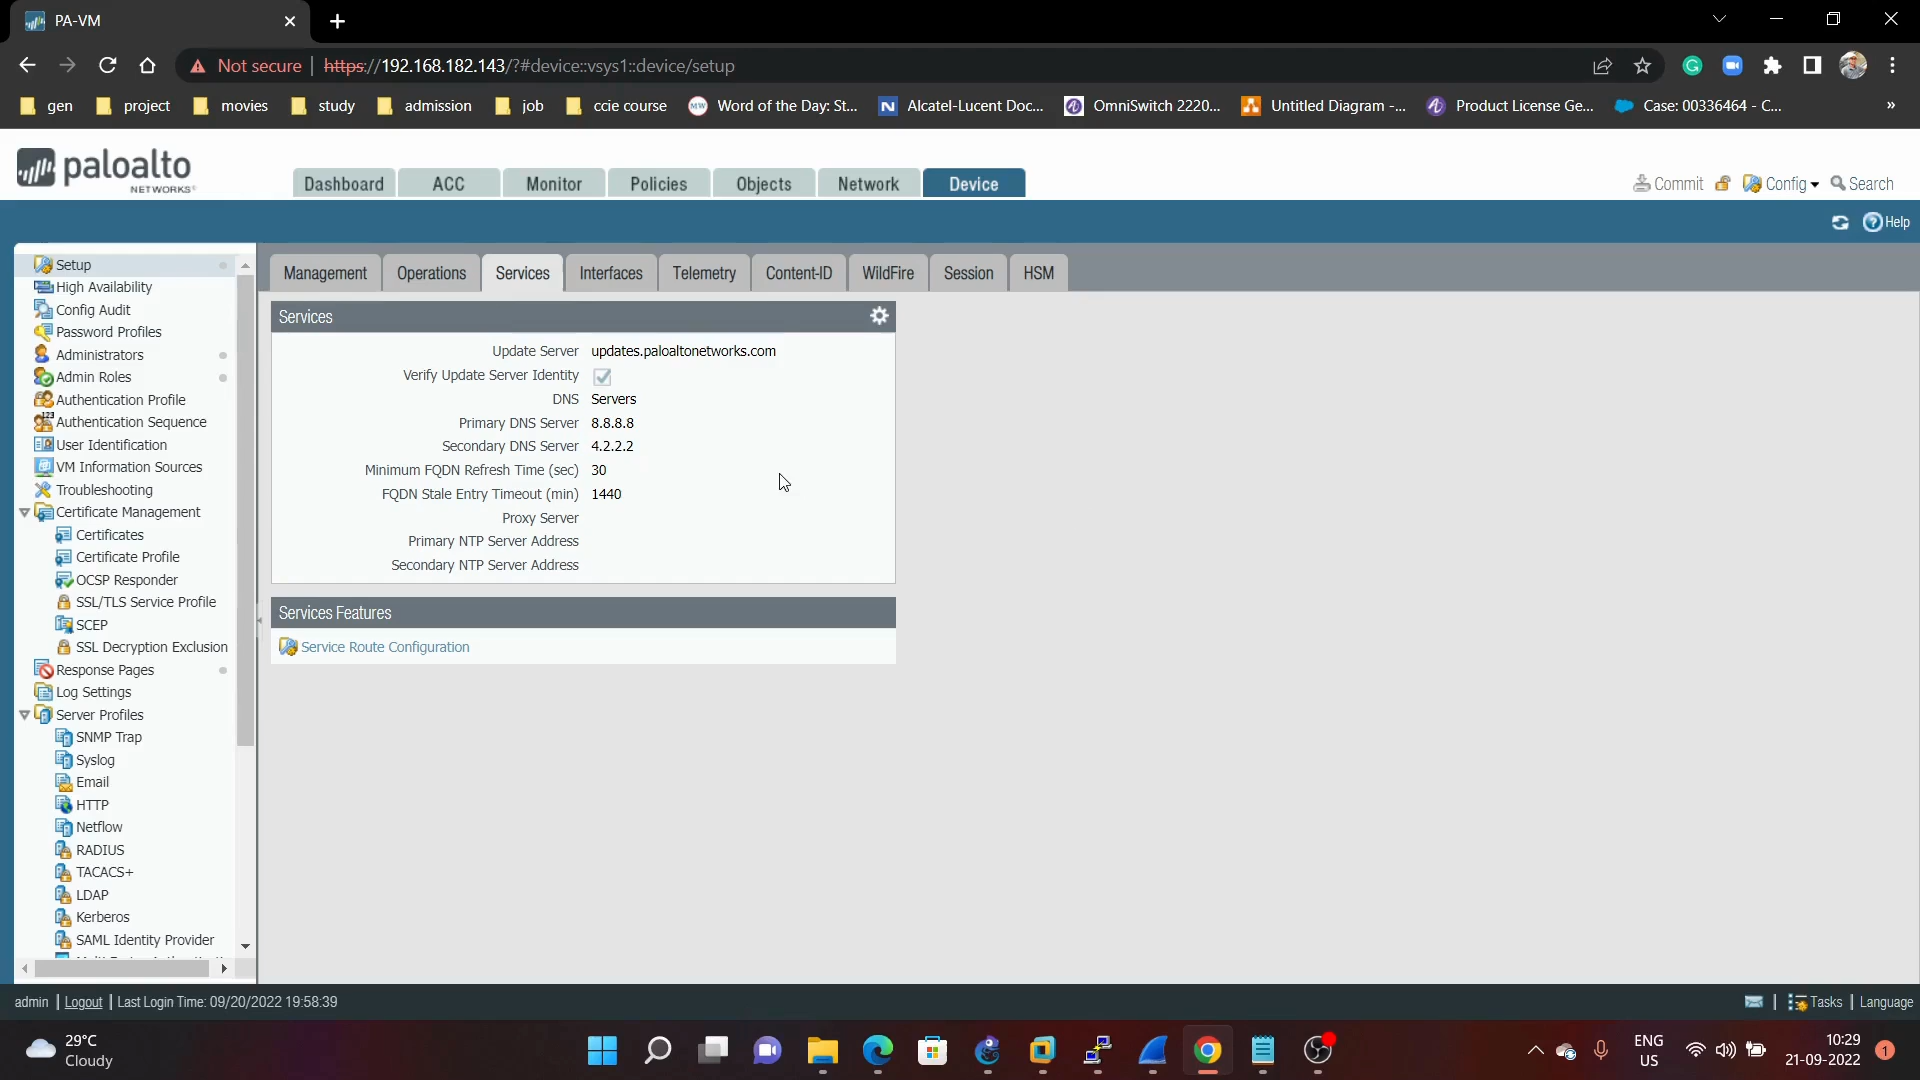 PA-VM
Not secure | https://192.168.182.143/?#device::vsys1::device/setup
gen project movies study admission job ccie course Word of the Day: St... Alcatel-Lucent Doc... OmniSwitch 2220... Untitled Diagram -... Product License Ge... Case: 00336464 - C... »
paloalto
NETWORKS
Dashboard ACC Monitor Policies Objects Network Device
Commit Config Search
Help
Setup
High Availability
Config Audit
Password Profiles
Administrators
Admin Roles
Authentication Profile
Authentication Sequence
User Identification
VM Information Sources
Troubleshooting
Certificate Management
Certificates
Certificate Profile
OCSP Responder
SSL/TLS Service Profile
SCEP
SSL Decryption Exclusion
Response Pages
Log Settings
Server Profiles
SNMP Trap
Syslog
Email
HTTP
Netflow
RADIUS
TACACS+
LDAP
Kerberos
SAML Identity Provider
Management Operations Services Interfaces Telemetry Content-ID WildFire Session HSM
Services
Update Server updates.paloaltonetworks.com
Verify Update Server Identity
DNS Servers
Primary DNS Server 8.8.8.8
Secondary DNS Server 4.2.2.2
Minimum FQDN Refresh Time (sec) 30
FQDN Stale Entry Timeout (min) 1440
Proxy Server
Primary NTP Server Address
Secondary NTP Server Address
Services Features
Service Route Configuration
admin | Logout | Last Login Time: 09/20/2022 19:58:39
| Tasks | Language
29°C
Cloudy
ENG
US
10:29
21-09-2022
1